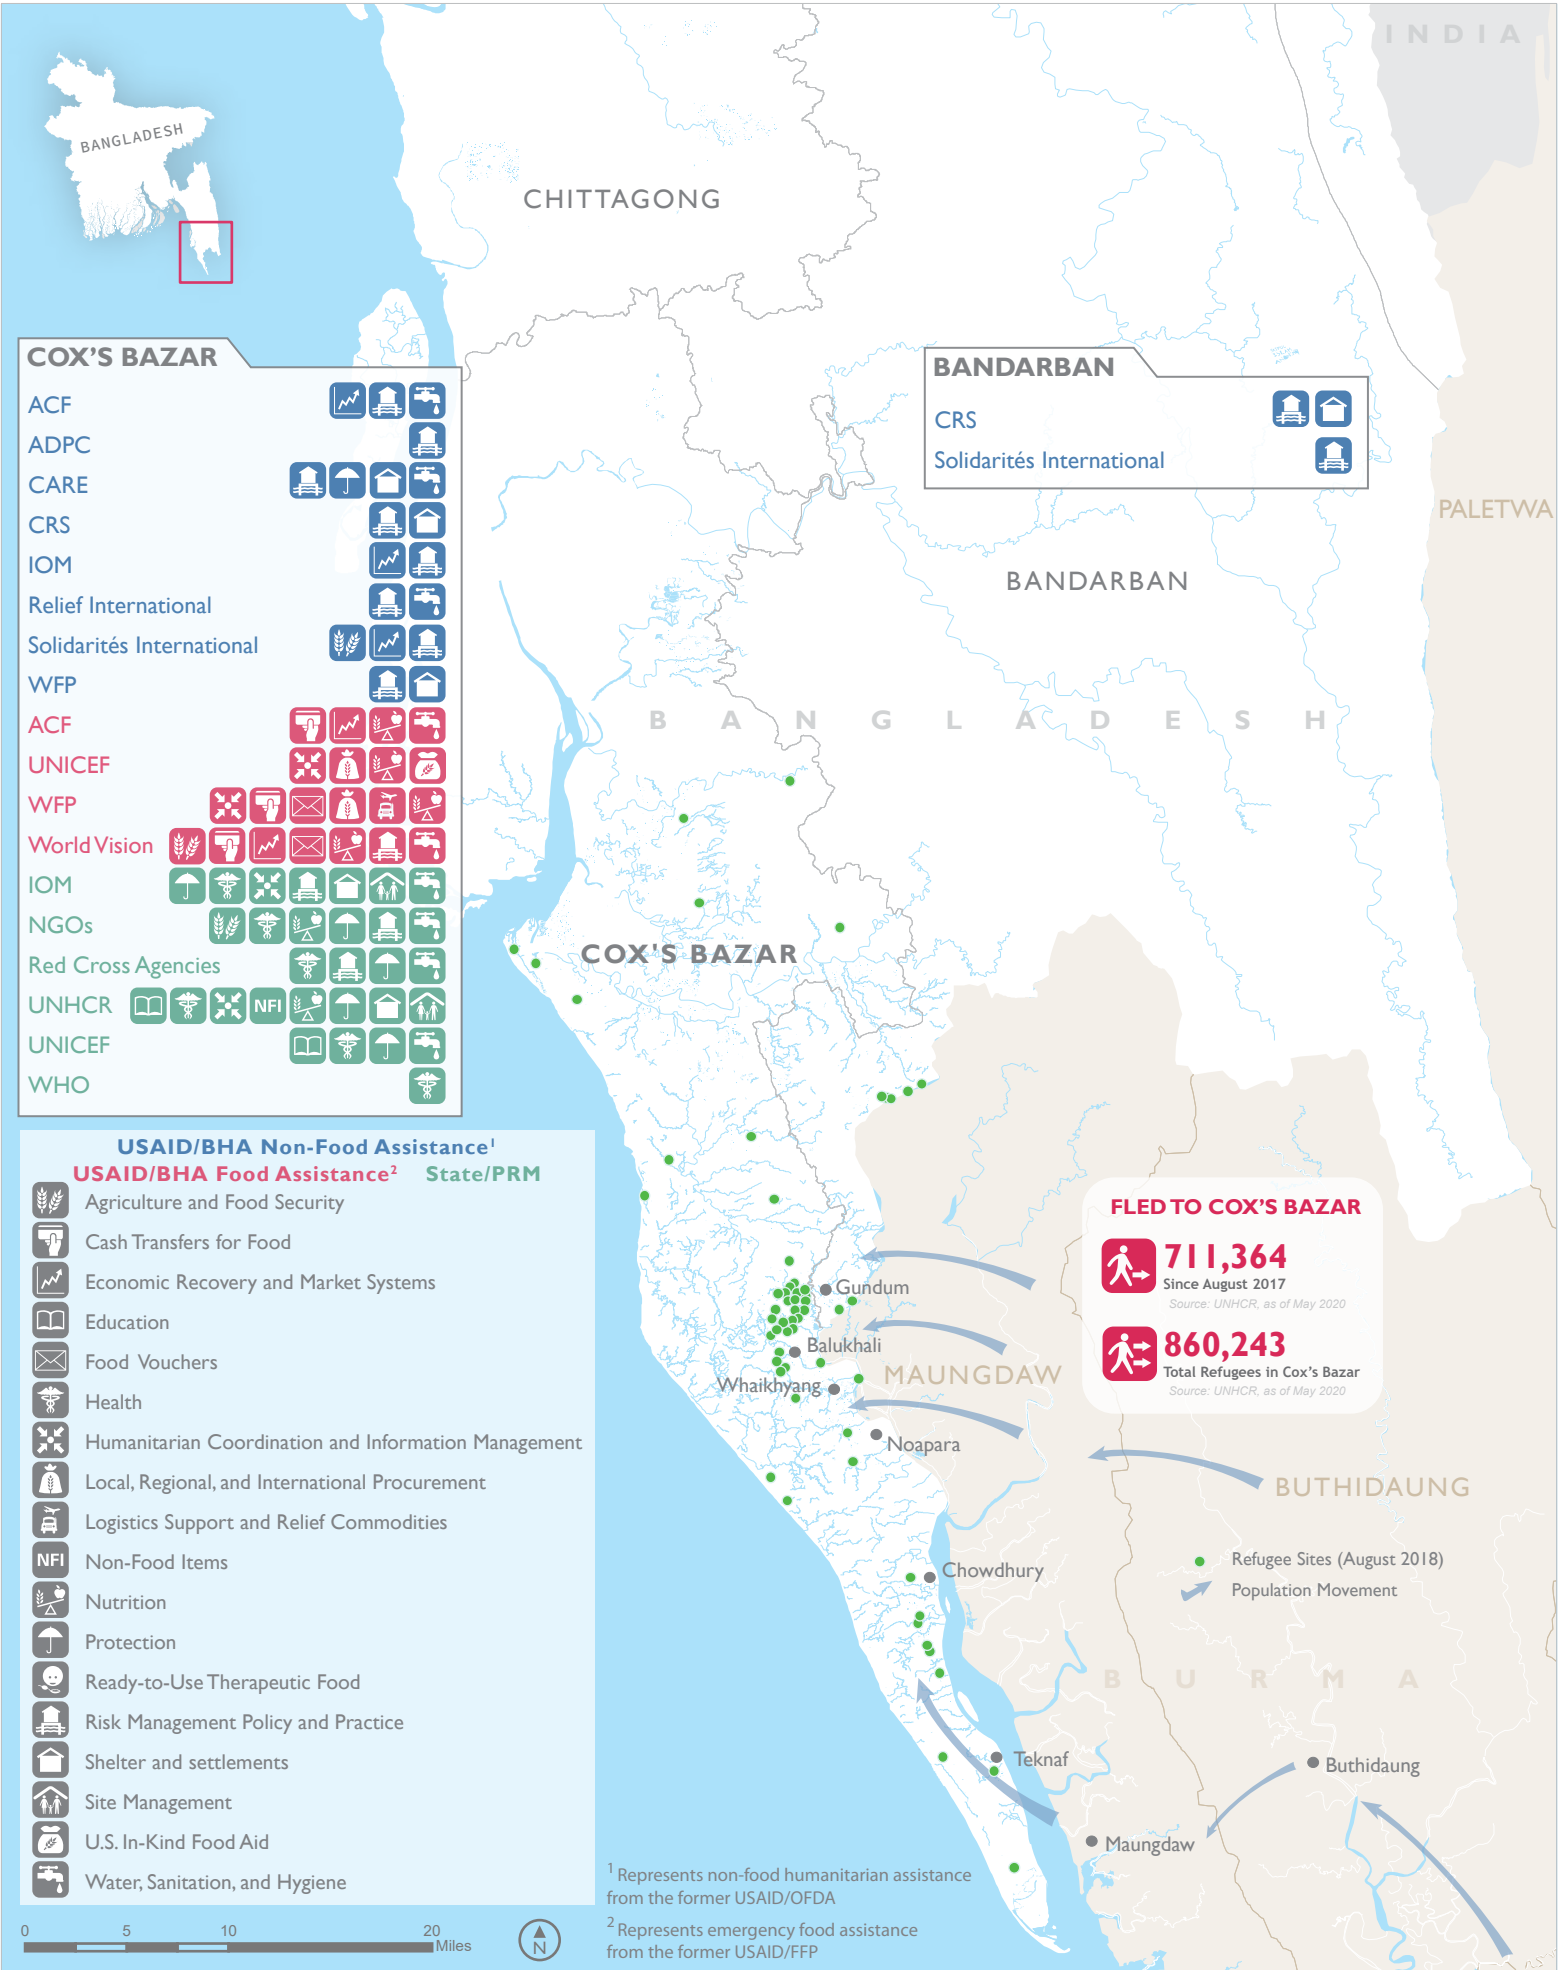 INDIA
BANGLADESH
CHITTAGONG
COX'S BAZAR
ACF
ADPC
CARE
CRS
IOM
Relief International
Solidarités International
WFP
ACF
UNICEF
WFP
World Vision
IOM
NGOs
Red Cross Agencies
UNHCR NFI
UNICEF
WHO
BANDARBAN
CRS
Solidarités International
PALETWA
BANDARBAN
BANGLADESH
COX'S BAZAR
USAID/BHA Non-Food Assistance¹
USAID/BHA Food Assistance² State/PRM
Agriculture and Food Security
Cash Transfers for Food
Economic Recovery and Market Systems
Education
Food Vouchers
Health
Humanitarian Coordination and Information Management
Local, Regional, and International Procurement
Logistics Support and Relief Commodities
NFI Non-Food Items
Nutrition
Protection
Ready-to-Use Therapeutic Food
Risk Management Policy and Practice
Shelter and settlements
Site Management
U.S. In-Kind Food Aid
Water, Sanitation, and Hygiene
FLED TO COX'S BAZAR
711,364
Since August 2017
Source: UNHCR, as of May 2020
860,243
Total Refugees in Cox's Bazar
Source: UNHCR, as of May 2020
Gundum
Balukhali
MAUNGDAW
Whaikhyang
Noapara
BUTHIDAUNG
Refugee Sites (August 2018)
Population Movement
Chowdhury
BURMA
Teknaf
Buthidaung
Maungdaw
¹ Represents non-food humanitarian assistance
from the former USAID/OFDA
² Represents emergency food assistance
from the former USAID/FFP
0 5 10 20
Miles
N